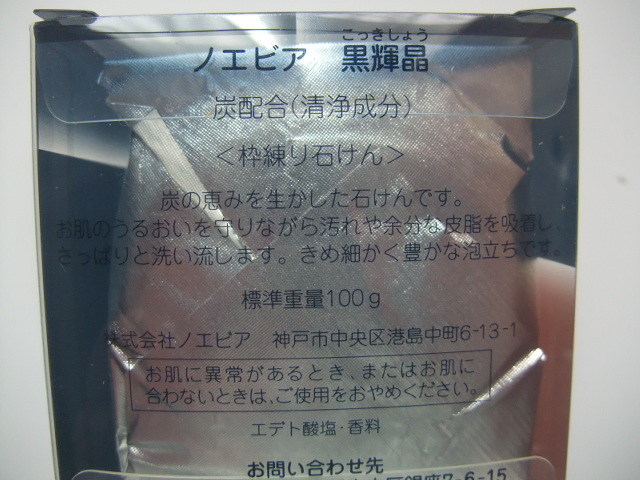 こっきしょう
ノエビア 黒輝晶
炭配合(清浄成分)
<枠練り石けん>
炭の恵みを生かした石けんです。
お肌のうるおいを守りながら汚れや余分な皮脂を吸着し、
さっぱりと洗い流します。きめ細かく豊かな泡立ちです。
標準重量100g
株式会社ノエビア 神戸市中央区港島中町6-13-1
お肌に異常があるとき、またはお肌に
合わないときは、ご使用をおやめください。
エデト酸塩・香料
お問い合わせ先
区銀座7-6-15